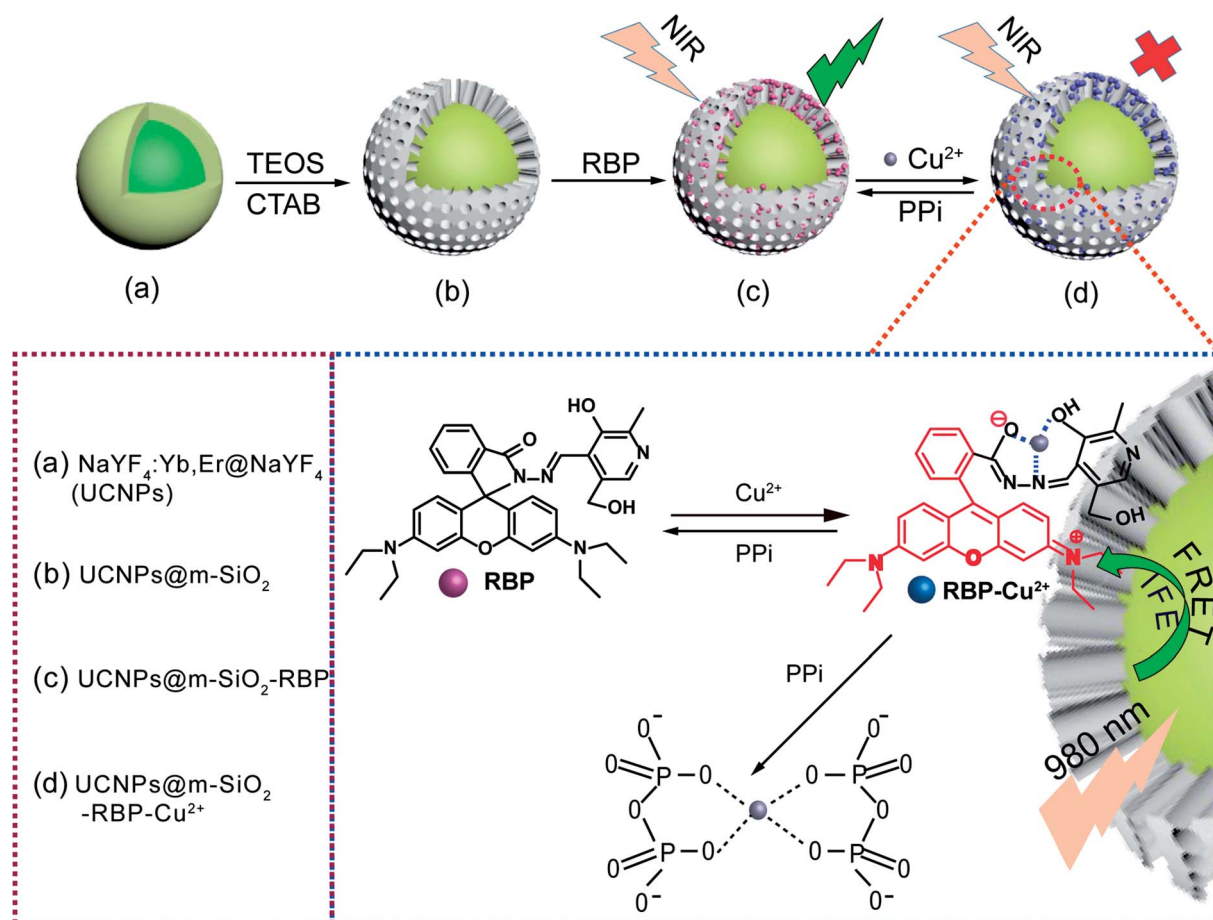 NIR
NIR
TEOS
CTAB
RBP
Cu²⁺
PPi
(a)
(b)
(c)
(d)
(a) NaYF₄:Yb,Er@NaYF₄
(UCNPs)
(b) UCNPs@m-SiO₂
(c) UCNPs@m-SiO₂-RBP
(d) UCNPs@m-SiO₂
-RBP-Cu²⁺
HO
O
N
N
N
OH
N
O
N
RBP
Cu²⁺
PPi
⊖
O
OH
N
N
N
OH
⊕
N
O
N
RBP-Cu²⁺
FRET
IFE
980 nm
PPi
O⁻
O⁻
O
P
O
O
P
O
O
O
O
P
O
O
P
O
O⁻
O⁻